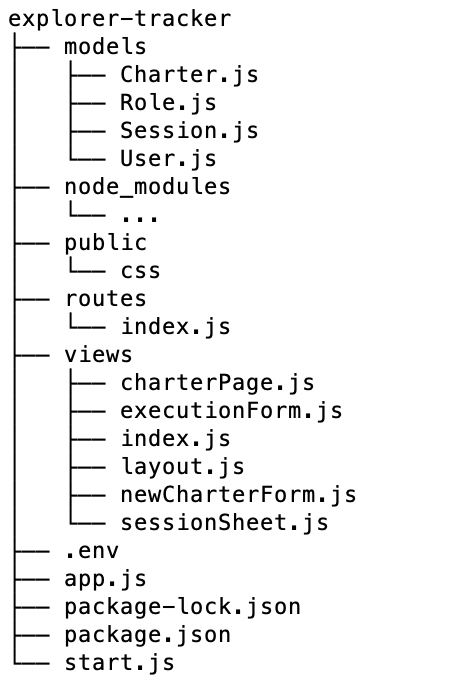 explorer-tracker
├── models
│   ├── Charter.js
│   ├── Role.js
│   ├── Session.js
│   └── User.js
├── node_modules
│   └── ...
├── public
│   └── css
├── routes
│   └── index.js
├── views
│   ├── charterPage.js
│   ├── executionForm.js
│   ├── index.js
│   ├── layout.js
│   ├── newCharterForm.js
│   └── sessionSheet.js
├── .env
├── app.js
├── package-lock.json
├── package.json
└── start.js